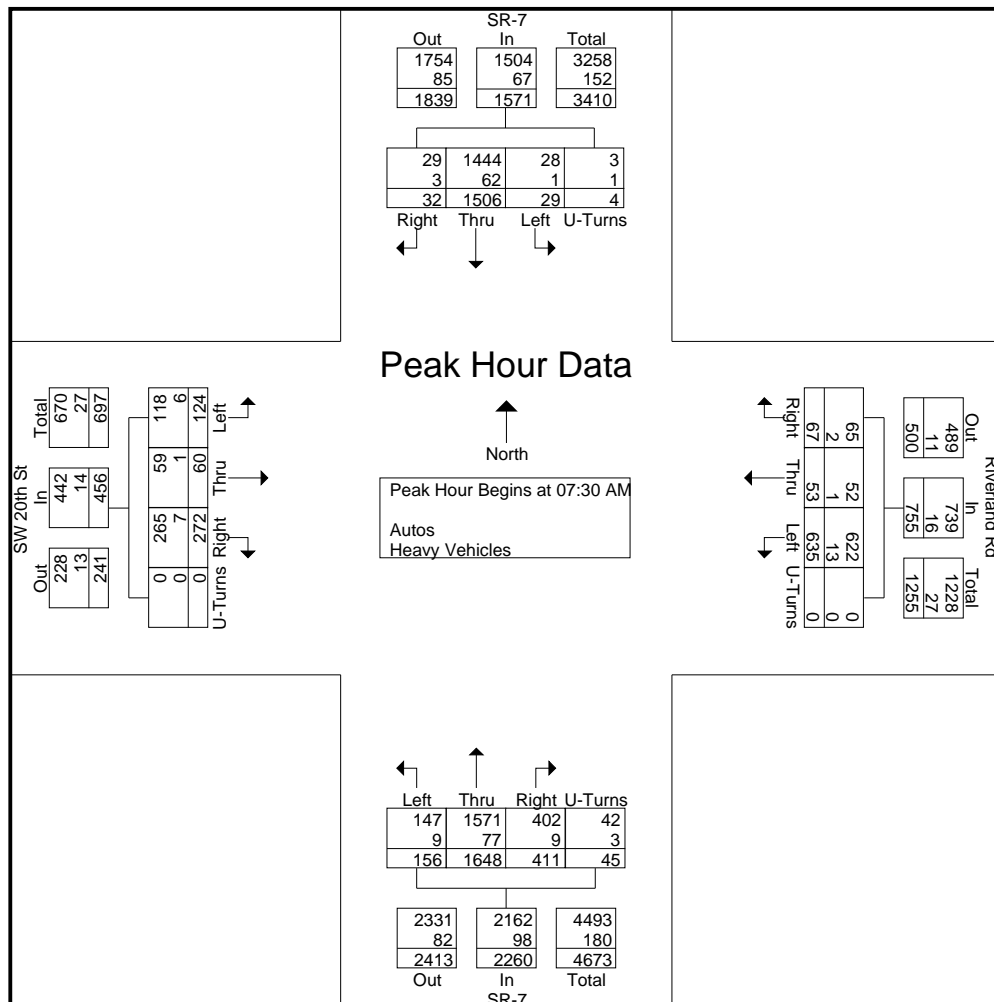 SR-7
Out In Total
1754 1504 3258
85 67 152
1839 1571 3410
29 1444 28 3
3 62 1 1
32 1506 29 4
Right Thru Left U-Turns
Peak Hour Data
North
Peak Hour Begins at 07:30 AM
Autos
Heavy Vehicles
SW 20th St
Out In Total
228 442 670
13 14 27
241 456 697
U-Turns Right Thru Left
0 265 59 118
0 7 1 6
0 272 60 124
Riverland Rd
Out In Total
489 739 1228
11 16 27
500 755 1255
65 52 622 0
2 1 13 0
67 53 635 0
Right Thru Left U-Turns
Left Thru Right U-Turns
147 1571 402 42
9 77 9 3
156 1648 411 45
2331 2162 4493
82 98 180
2413 2260 4673
Out In Total
SR-7